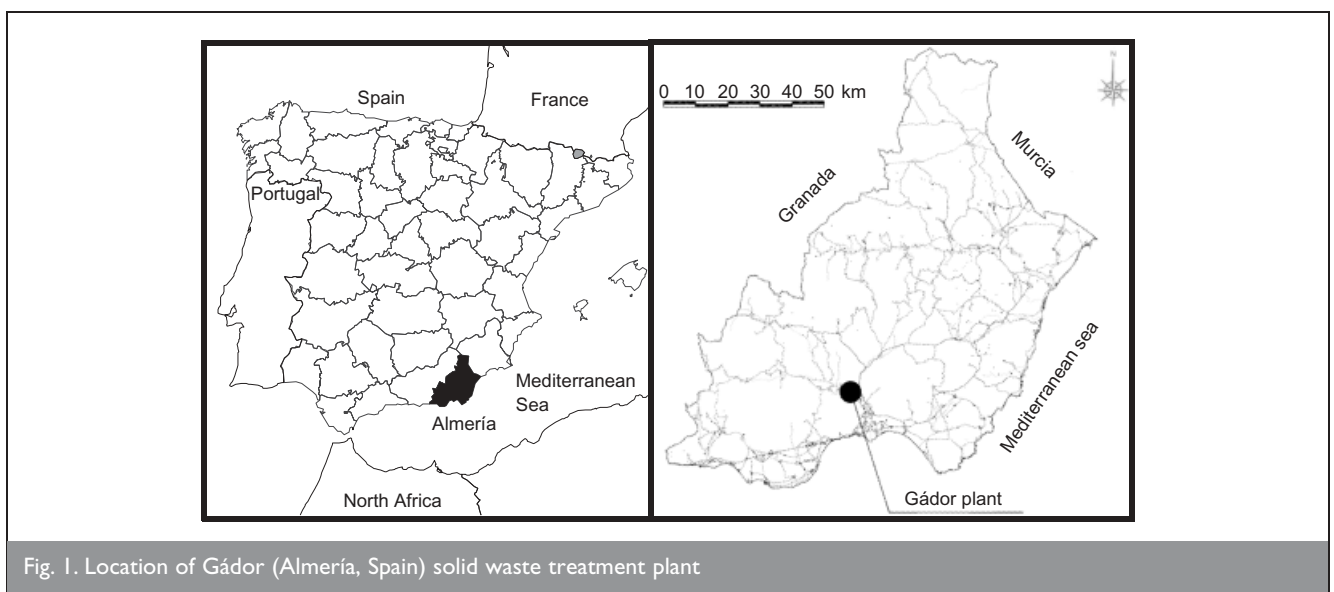 Spain
France
Portugal
Mediterranean
Sea
Almería
North Africa
0 10 20 30 40 50 km
N
Murcia
Granada
Mediterranean sea
Gádor plant
Fig. 1. Location of Gádor (Almería, Spain) solid waste treatment plant